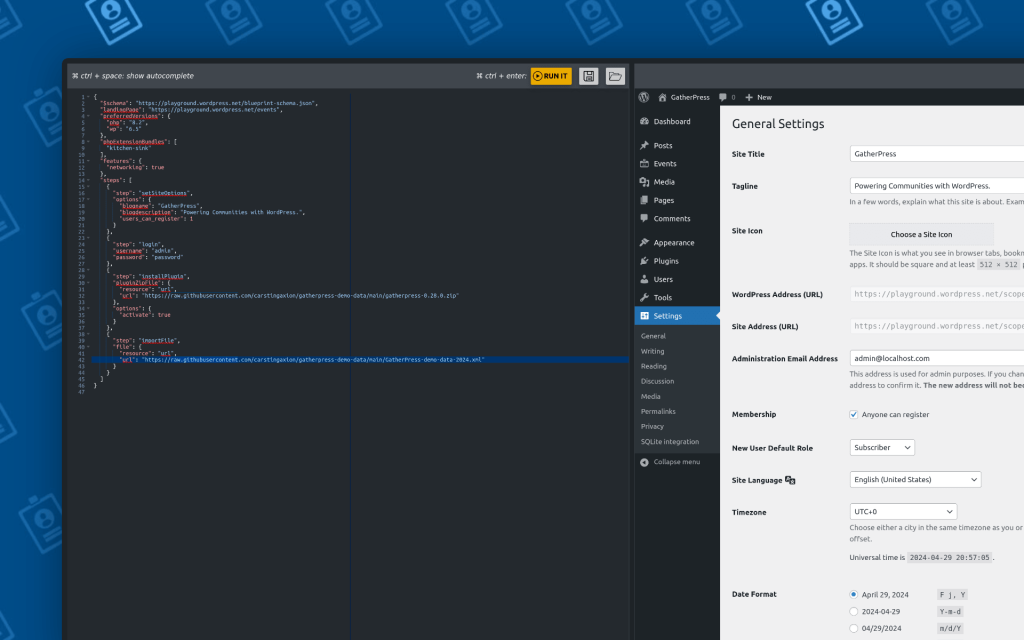 ⌘ ctrl + space: show autocomplete
⌘ ctrl + enter: RUN IT
1 {
2 "$schema": "https://playground.wordpress.net/blueprint-schema.json",
3 "landingPage": "https://playground.wordpress.net/events",
4 "preferredVersions": {
5 "php": "8.2",
6 "wp": "6.5"
7 },
8 "phpExtensionBundles": [
9 "kitchen-sink"
10 ],
11 "features": {
12 "networking": true
13 },
14 "steps": [
15 {
16 "step": "setSiteOptions",
17 "options": {
18 "blogname": "GatherPress",
19 "blogdescription": "Powering Communities with WordPress.",
20 "users_can_register": 1
21 }
22 },
23 {
24 "step": "login",
25 "username": "admin",
26 "password": "password"
27 },
28 {
29 "step": "installPlugin",
30 "pluginZipFile": {
31 "resource": "url",
32 "url": "https://raw.githubusercontent.com/carstingaxion/gatherpress-demo-data/main/gatherpress-0.28.0.zip"
33 },
34 "options": {
35 "activate": true
36 }
37 },
38 {
39 "step": "importFile",
40 "file": {
41 "resource": "url",
42 "url": "https://raw.githubusercontent.com/carstingaxion/gatherpress-demo-data/main/GatherPress-demo-data-2024.xml"
43 }
44 }
45 ]
46 }
47
GatherPress 0 + New
Dashboard
Posts
Events
Media
Pages
Comments
Appearance
Plugins
Users
Tools
Settings
General
Writing
Reading
Discussion
Media
Permalinks
Privacy
SQLite integration
Collapse menu
General Settings
Site Title GatherPress
Tagline Powering Communities with WordPress.
In a few words, explain what this site is about. Exam
Site Icon Choose a Site Icon
The Site Icon is what you see in browser tabs, bookm
apps. It should be square and at least 512 × 512 p
WordPress Address (URL) https://playground.wordpress.net/scope
Site Address (URL) https://playground.wordpress.net/scope
Administration Email Address admin@localhost.com
This address is used for admin purposes. If you chan
address to confirm it. The new address will not bec
Membership Anyone can register
New User Default Role Subscriber
Site Language English (United States)
Timezone UTC+0
Choose either a city in the same timezone as you or
offset.
Universal time is 2024-04-29 20:57:05 .
Date Format April 29, 2024 F j, Y
2024-04-29 Y-m-d
04/29/2024 m/d/Y